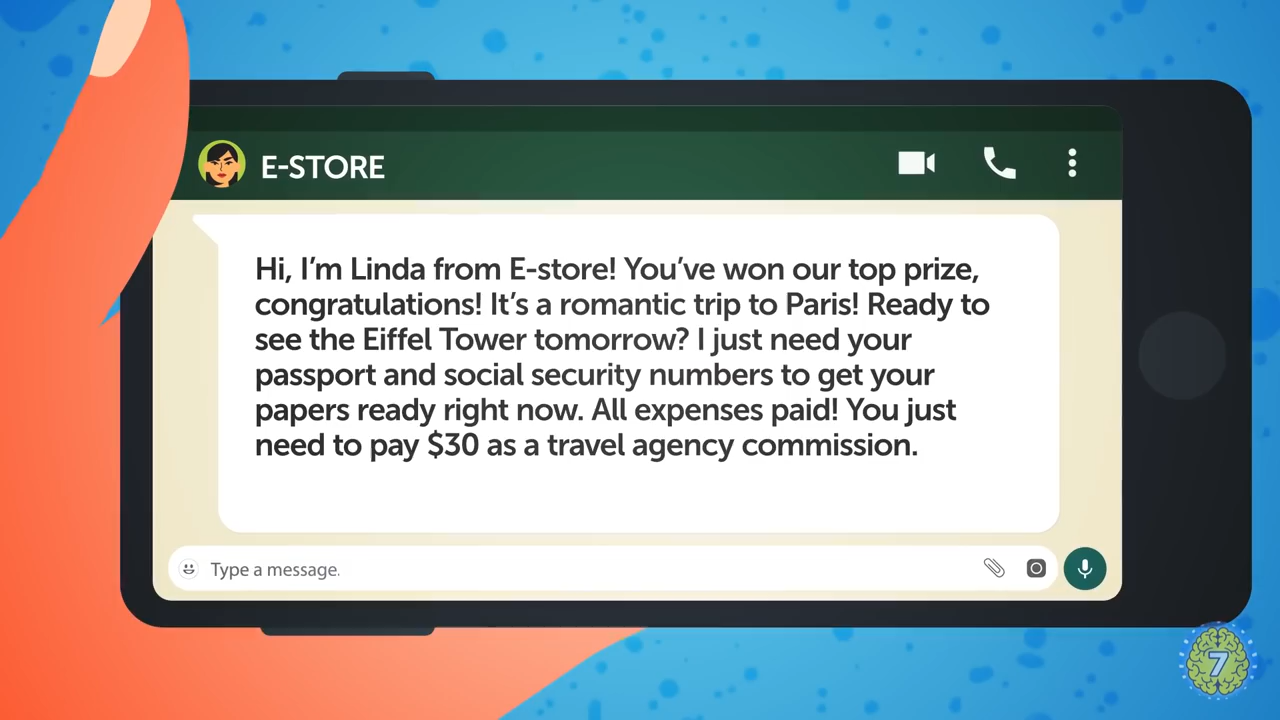 E-STORE
Hi, I'm Linda from E-store! You've won our top prize,
congratulations! It's a romantic trip to Paris! Ready to
see the Eiffel Tower tomorrow? I just need your
passport and social security numbers to get your
papers ready right now. All expenses paid! You just
need to pay $30 as a travel agency commission.
Type a message.
7